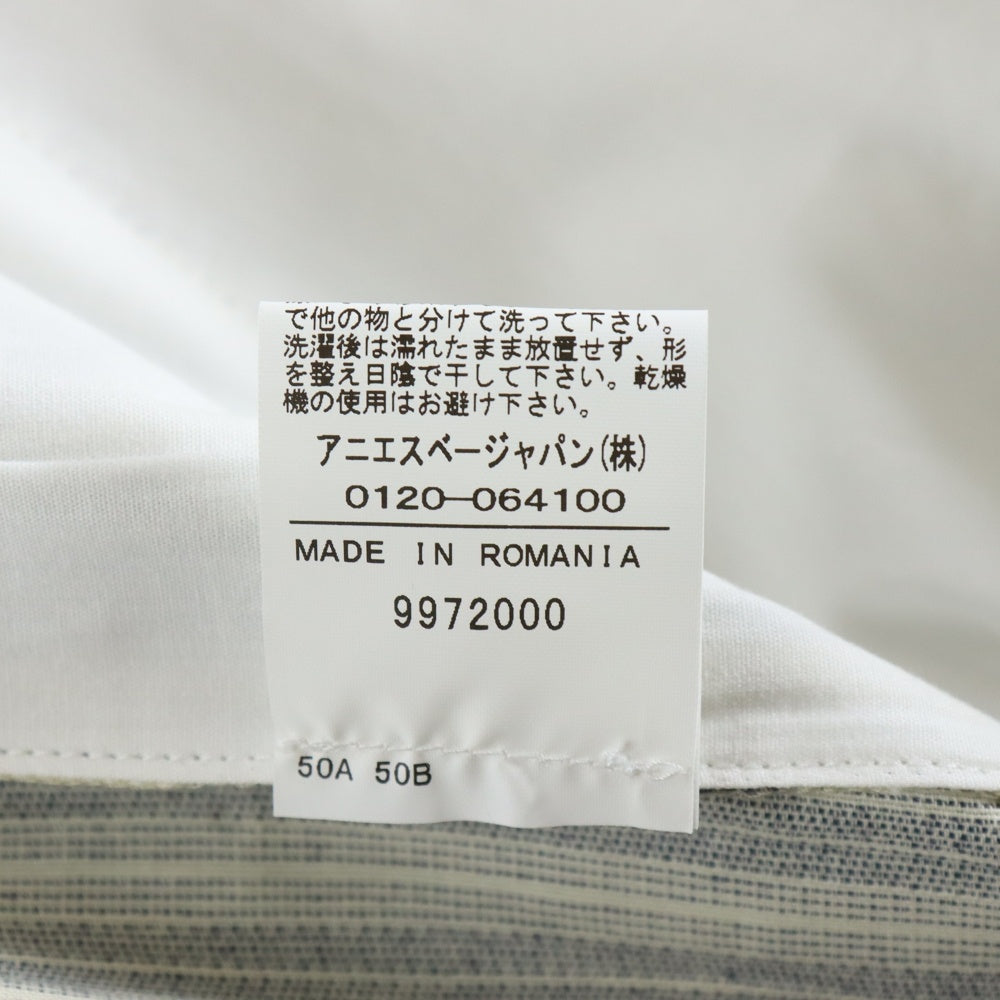 で他の物と分けて洗って下さい。
洗濯後は濡れたまま放置せず、形
を整え日陰で干して下さい。乾燥
機の使用はお避け下さい。
アニエスベージャパン(株)
0120-064100
MADE IN ROMANIA
9972000
50A 50B